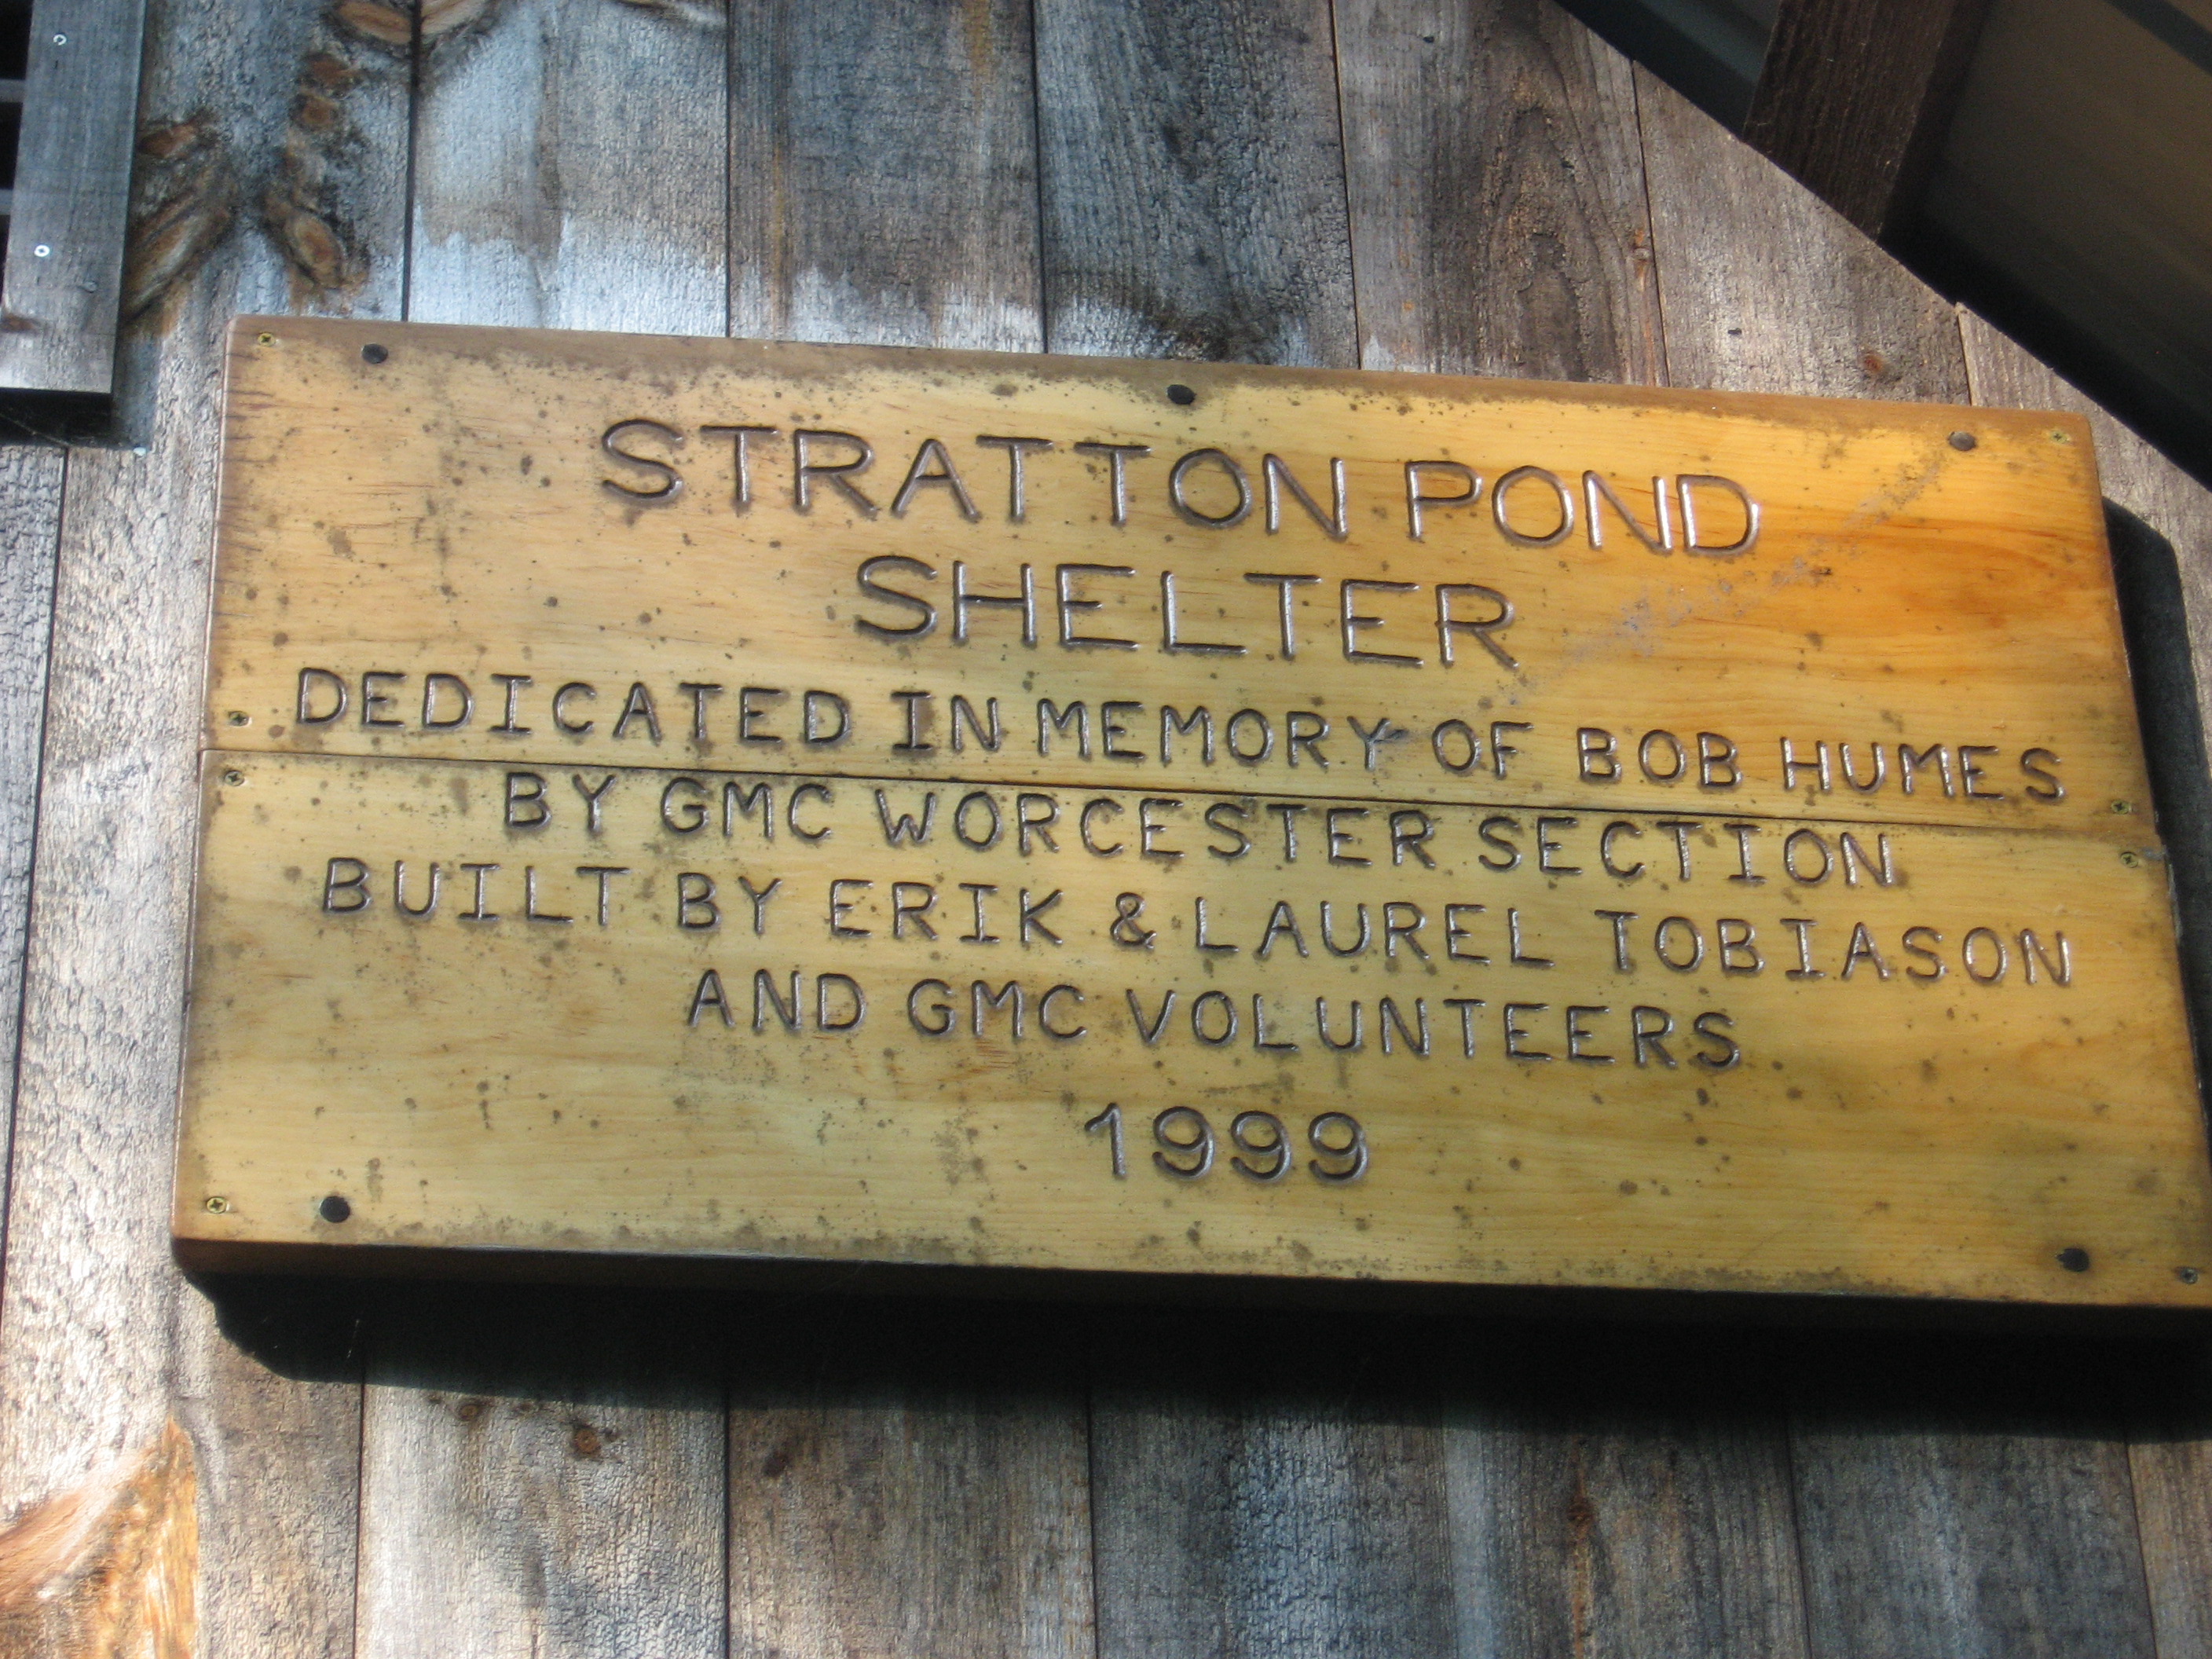 STRATTON POND
SHELTER
DEDICATED IN MEMORY OF BOB HUMES
BY GMC WORCESTER SECTION
BUILT BY ERIK & LAUREL TOBIASON
AND GMC VOLUNTEERS
1999